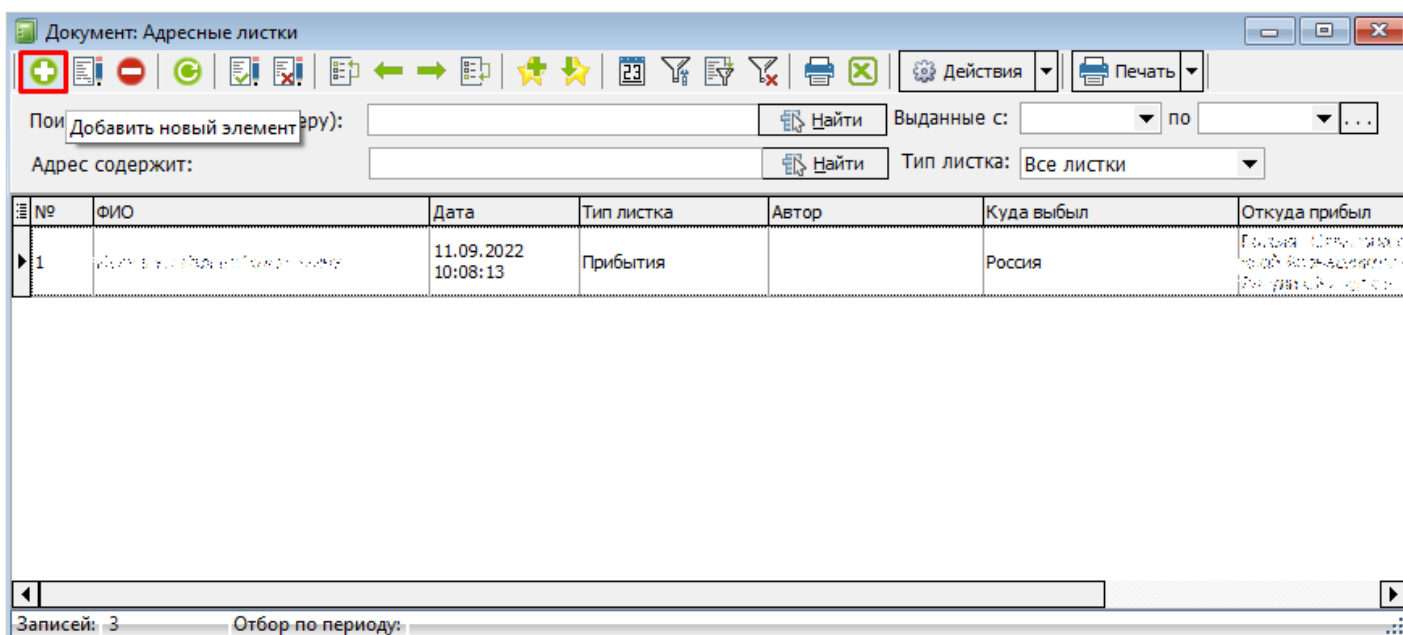 Документ: Адресные листки
23 Действия Печать
Пои еру): Найти Выданные с: по ...
Добавить новый элемент
Адрес содержит: Найти Тип листка: Все листки
№ ФИО Дата Тип листка Автор Куда выбыл Откуда прибыл
1 11.09.2022 Прибытия Россия
10:08:13
Записей: 3 Отбор по периоду: